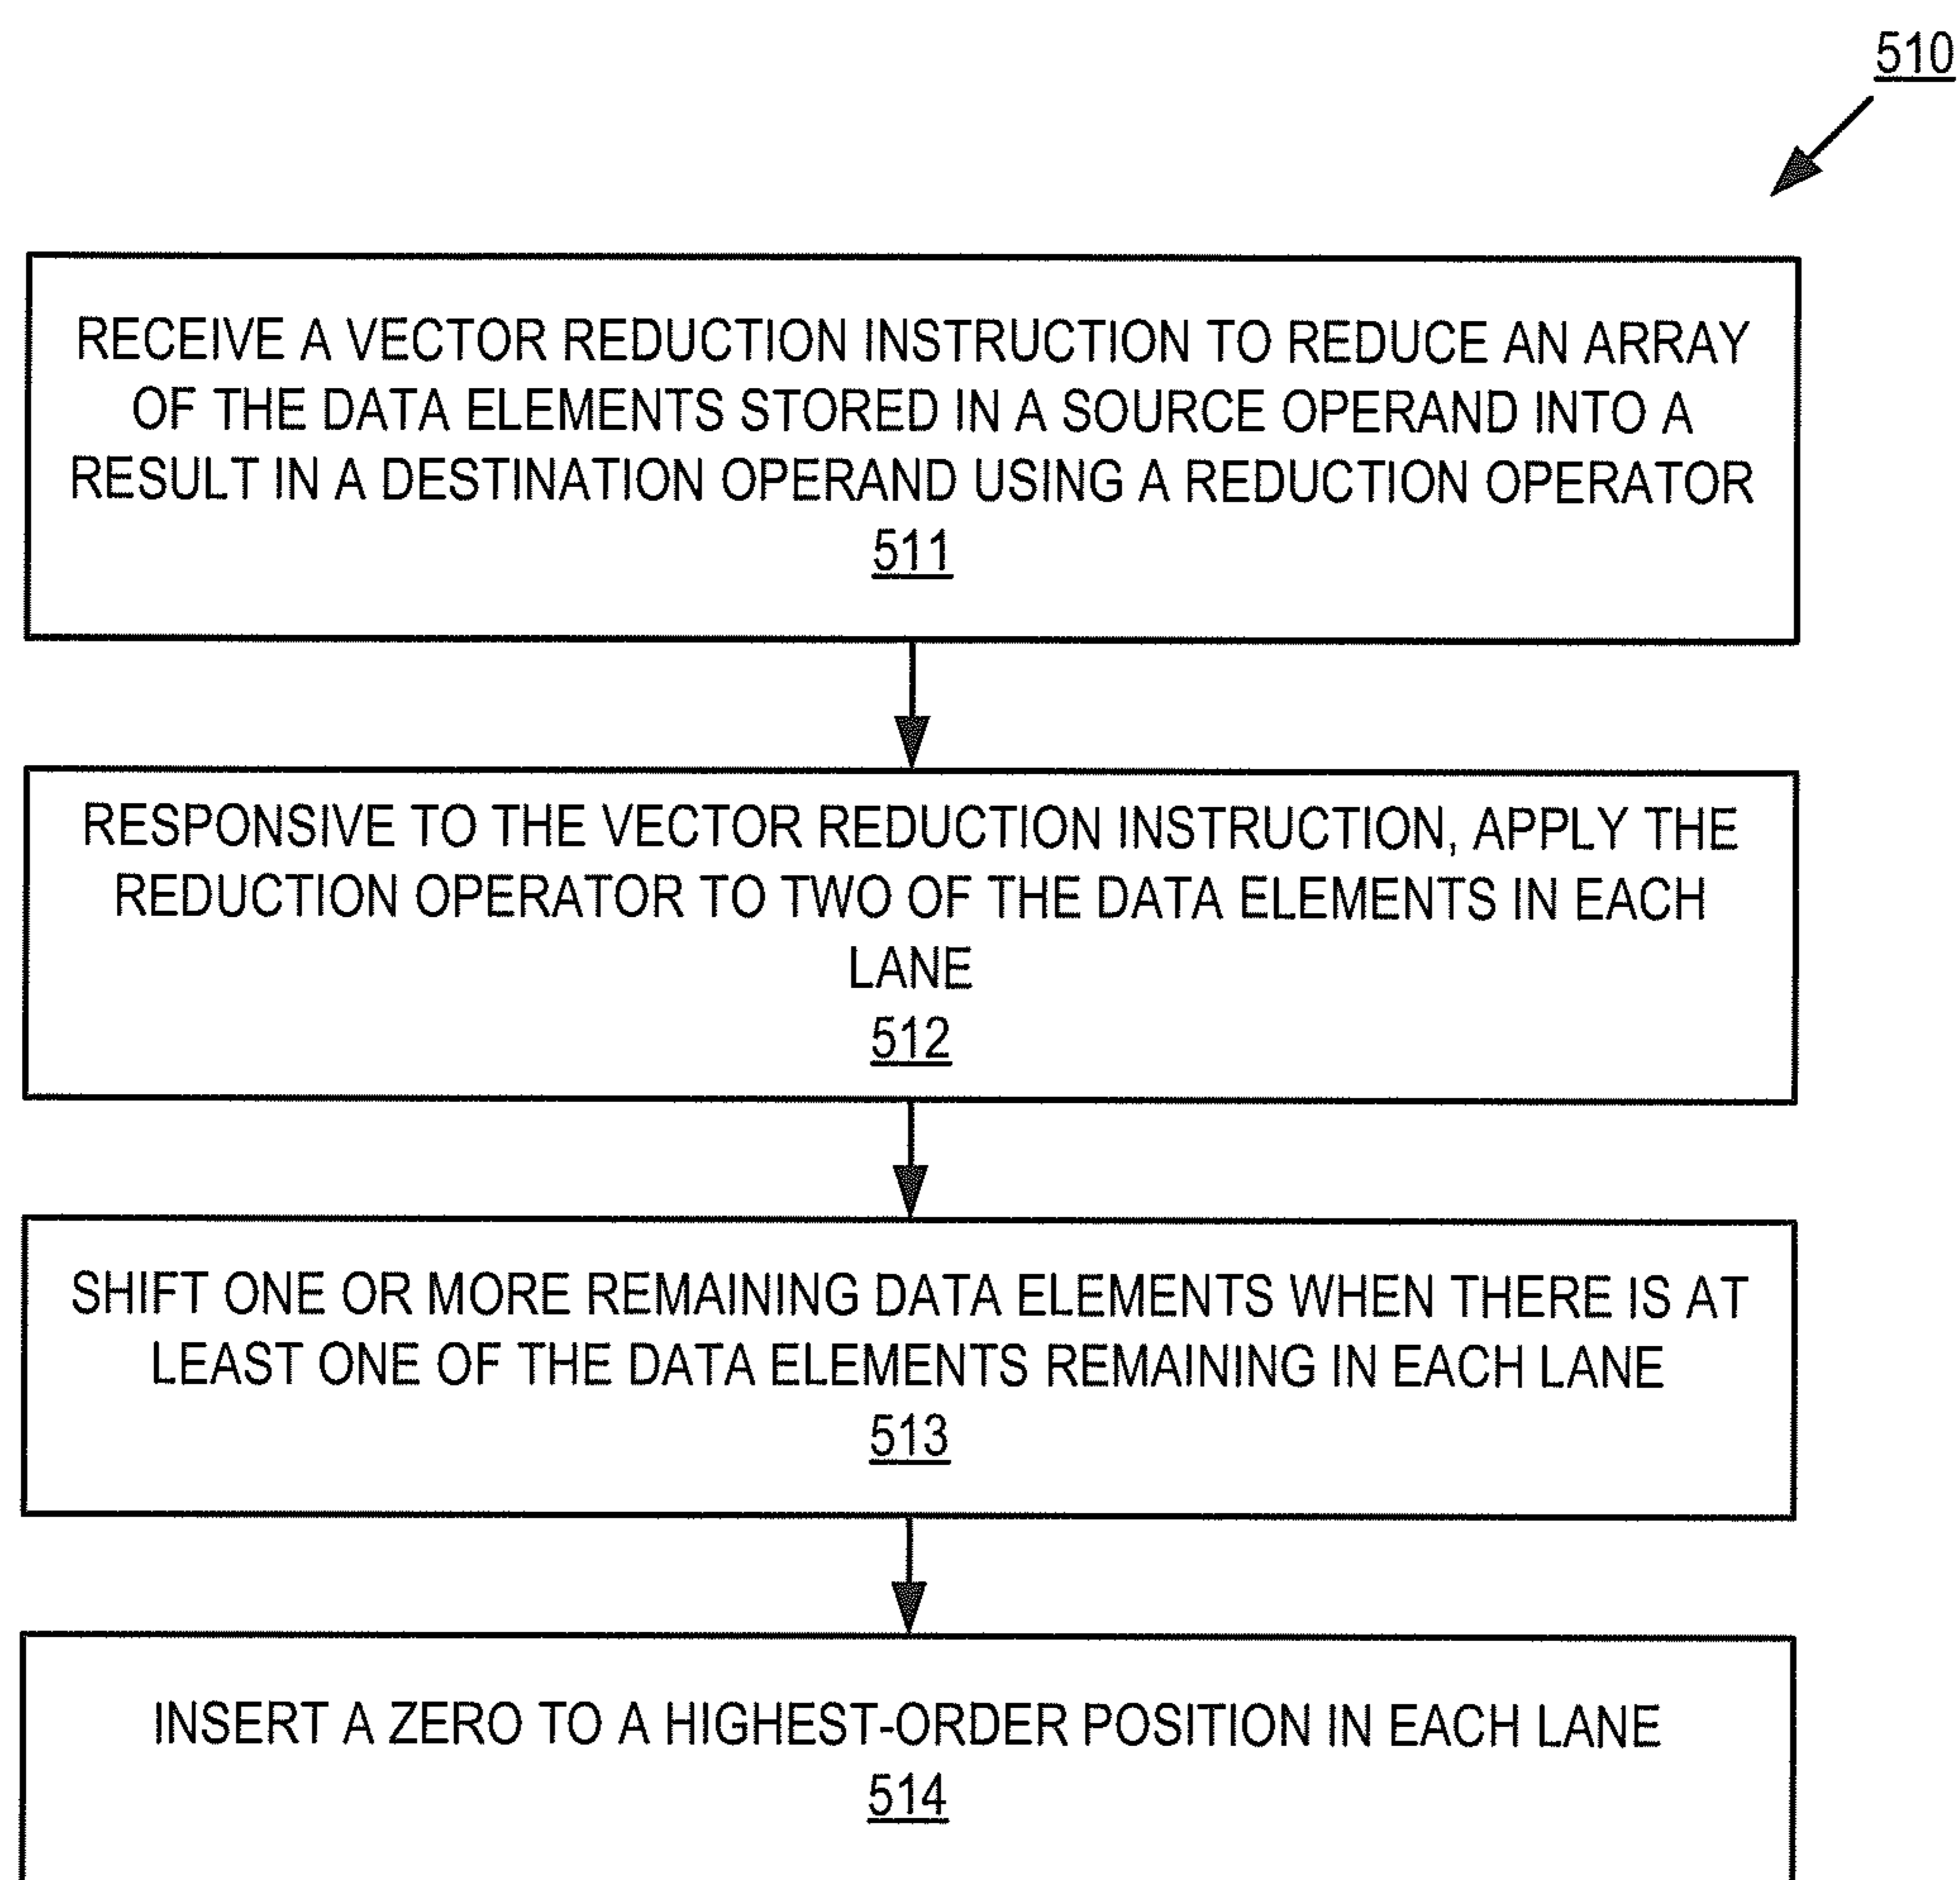 510
RECEIVE A VECTOR REDUCTION INSTRUCTION TO REDUCE AN ARRAY
OF THE DATA ELEMENTS STORED IN A SOURCE OPERAND INTO A
RESULT IN A DESTINATION OPERAND USING A REDUCTION OPERATOR
511
RESPONSIVE TO THE VECTOR REDUCTION INSTRUCTION, APPLY THE
REDUCTION OPERATOR TO TWO OF THE DATA ELEMENTS IN EACH
LANE
512
SHIFT ONE OR MORE REMAINING DATA ELEMENTS WHEN THERE IS AT
LEAST ONE OF THE DATA ELEMENTS REMAINING IN EACH LANE
513
INSERT A ZERO TO A HIGHEST-ORDER POSITION IN EACH LANE
514